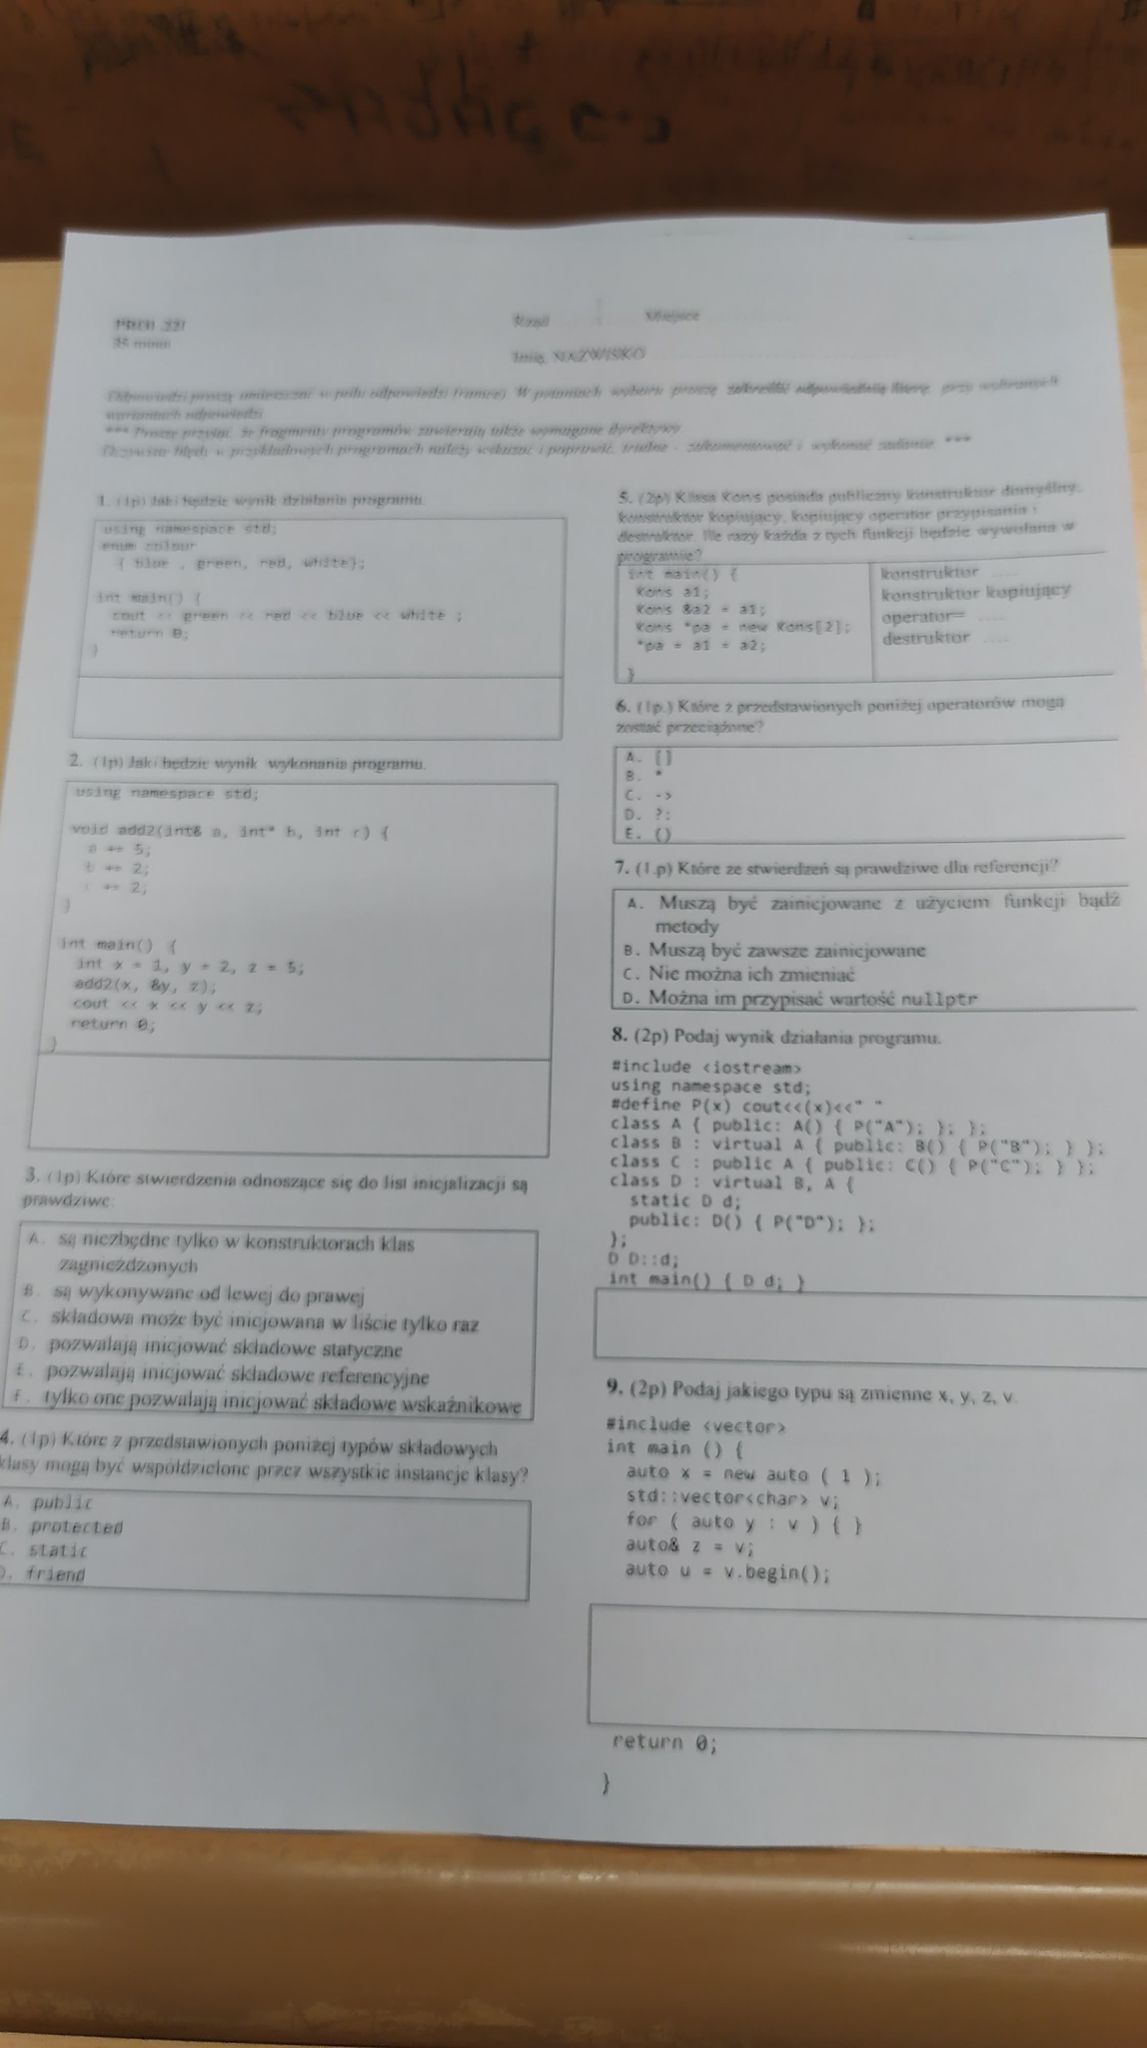 35 minut
Rząd Miejsce
Imię, NAZWISKO
Odpowiedzi proszę umieszczać w polu odpowiedzi (ramce). W pytaniach wyboru proszę zakreślić odpowiednią literę, przy wybranych
wariantach odpowiedzi.
*** Proszę przyjąć, że fragmenty programów zawierają także wymagane dyrektywy.
Oczywiste błędy w przykładowych programach należy wskazać i poprawić, trudne - zakomentować i wykonać zadanie. ***
1. (1p) Jaki będzie wynik działania programu.
using namespace std;
enum colour
{ blue , green, red, white};
int main() {
cout << green << red << blue << white ;
return 0;
}
2. (1p) Jaki będzie wynik wykonania programu.
using namespace std;
void add2(int& a, int* b, int c) {
a += 5;
b += 2;
c += 2;
}
int main() {
int x = 1, y = 2, z = 5;
add2(x, &y, z);
cout << x << y << z;
return 0;
}
3. (1p) Które stwierdzenia odnoszące się do list inicjalizacji są
prawdziwe:
A. są niezbędne tylko w konstruktorach klas
zagnieżdżonych
B. są wykonywane od lewej do prawej
C. składowa może być inicjowana w liście tylko raz
D. pozwalają inicjować składowe statyczne
E. pozwalają inicjować składowe referencyjne
F. tylko one pozwalają inicjować składowe wskaźnikowe
4. (1p) Które z przedstawionych poniżej typów składowych
klasy mogą być współdzielone przez wszystkie instancje klasy?
A. public
B. protected
C. static
D. friend
5. (2p) Klasa Kons posiada publiczny konstruktor domyślny,
konstruktor kopiujący, kopiujący operator przypisania i
destruktor. Ile razy każda z tych funkcji będzie wywołana w
programie?
int main() {
Kons a1;
Kons &a2 = a1;
Kons *pa = new Kons[2];
*pa = a1 = a2;
}
konstruktor ....
konstruktor kopiujący
operator= ....
destruktor ....
6. (1p.) Które z przedstawionych poniżej operatorów mogą
zostać przeciążone?
A. []
B. *
C. ->
D. ?:
E. ()
7. (1.p) Które ze stwierdzeń są prawdziwe dla referencji?
A. Muszą być zainicjowane z użyciem funkcji bądź
metody
B. Muszą być zawsze zainicjowane
C. Nie można ich zmieniać
D. Można im przypisać wartość nullptr
8. (2p) Podaj wynik działania programu.
#include <iostream>
using namespace std;
#define P(x) cout<<(x)<<" "
class A { public: A() { P("A"); }; };
class B : virtual A { public: B() { P("B"); } };
class C : public A { public: C() { P("C"); } };
class D : virtual B, A {
static D d;
public: D() { P("D"); };
};
D D::d;
int main() { D d; }
9. (2p) Podaj jakiego typu są zmienne x, y, z, v.
#include <vector>
int main () {
auto x = new auto ( 1 );
std::vector<char> v;
for ( auto y : v ) { }
auto& z = v;
auto u = v.begin();
return 0;
}